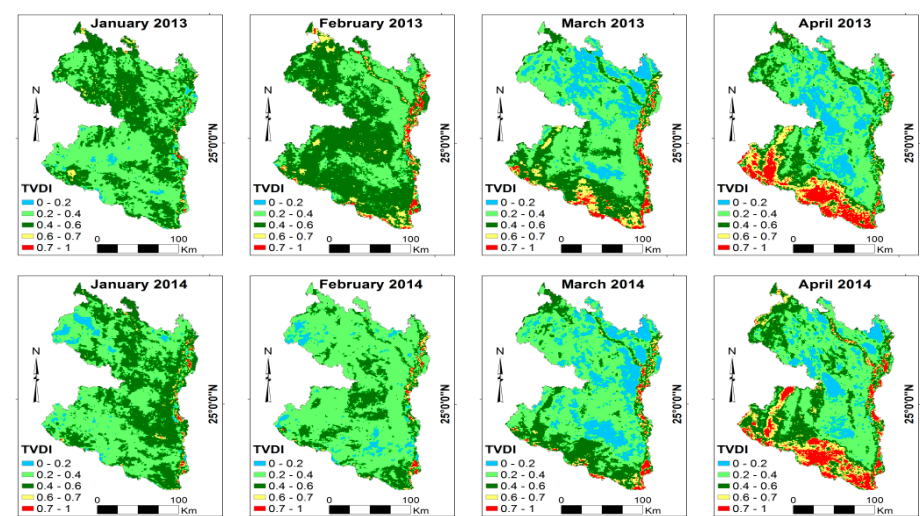 January 2013
N
25°0'0"N
TVDI
0 - 0.2
0.2 - 0.4
0.4 - 0.6
0.6 - 0.7
0.7 - 1
0 100
Km
February 2013
N
25°0'0"N
TVDI
0 - 0.2
0.2 - 0.4
0.4 - 0.6
0.6 - 0.7
0.7 - 1
0 100
Km
March 2013
N
25°0'0"N
TVDI
0 - 0.2
0.2 - 0.4
0.4 - 0.6
0.6 - 0.7
0.7 - 1
0 100
Km
April 2013
N
25°0'0"N
TVDI
0 - 0.2
0.2 - 0.4
0.4 - 0.6
0.6 - 0.7
0.7 - 1
0 100
Km
January 2014
N
25°0'0"N
TVDI
0 - 0.2
0.2 - 0.4
0.4 - 0.6
0.6 - 0.7
0.7 - 1
0 100
Km
February 2014
N
25°0'0"N
TVDI
0 - 0.2
0.2 - 0.4
0.4 - 0.6
0.6 - 0.7
0.7 - 1
0 100
Km
March 2014
N
25°0'0"N
TVDI
0 - 0.2
0.2 - 0.4
0.4 - 0.6
0.6 - 0.7
0.7 - 1
0 100
Km
April 2014
N
25°0'0"N
TVDI
0 - 0.2
0.2 - 0.4
0.4 - 0.6
0.6 - 0.7
0.7 - 1
0 100
Km